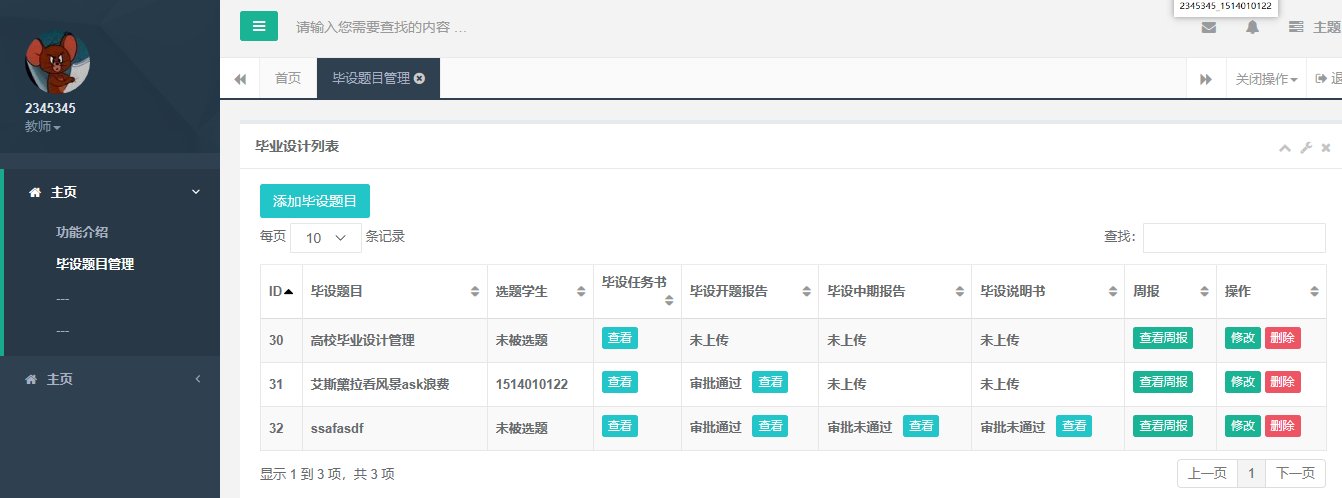 2345345_1514010122
请输入您需要查找的内容 …
主题
2345345
教师
首页
毕设题目管理
关闭操作
退
主页
功能介绍
毕设题目管理
---
---
主页
毕业设计列表
添加毕设题目
每页 10 条记录
查找：
ID 毕设题目 选题学生 毕设任务书 毕设开题报告 毕设中期报告 毕设说明书 周报 操作
30 高校毕业设计管理 未被选题 查看 未上传 未上传 未上传 查看周报 修改 删除
31 艾斯黛拉看风景ask浪费 1514010122 查看 审批通过 查看 未上传 未上传 查看周报 修改 删除
32 ssafasdf 未被选题 查看 审批通过 查看 审批未通过 查看 审批未通过 查看 查看周报 修改 删除
显示 1 到 3 项，共 3 项
上一页 1 下一页